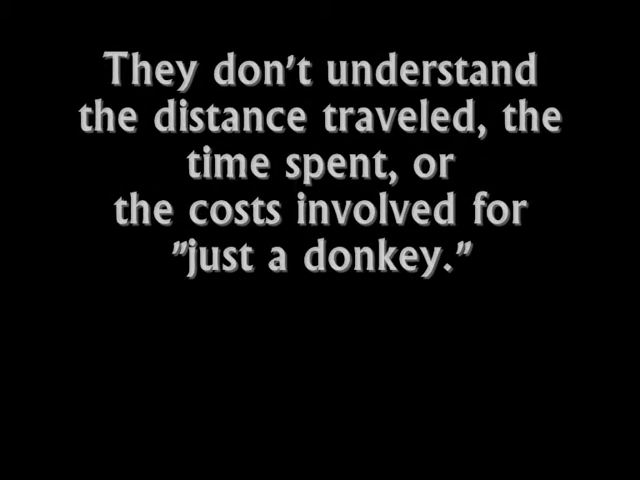 They don't understand
the distance traveled, the
time spent, or
the costs involved for
"just a donkey."